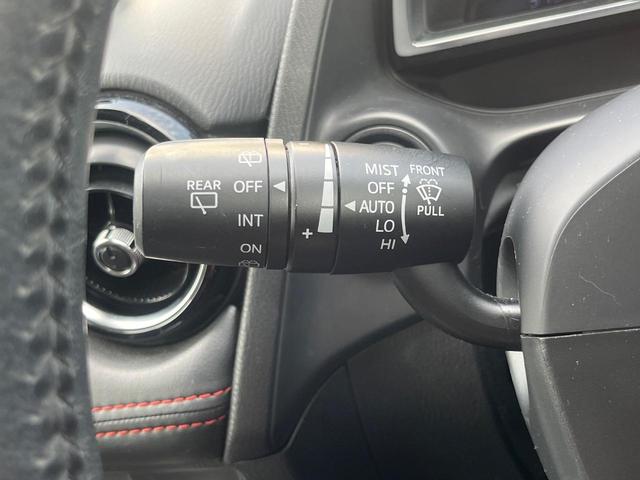 REAR
OFF
INT
ON
+
MIST
OFF
AUTO
LO
HI
FRONT
PULL